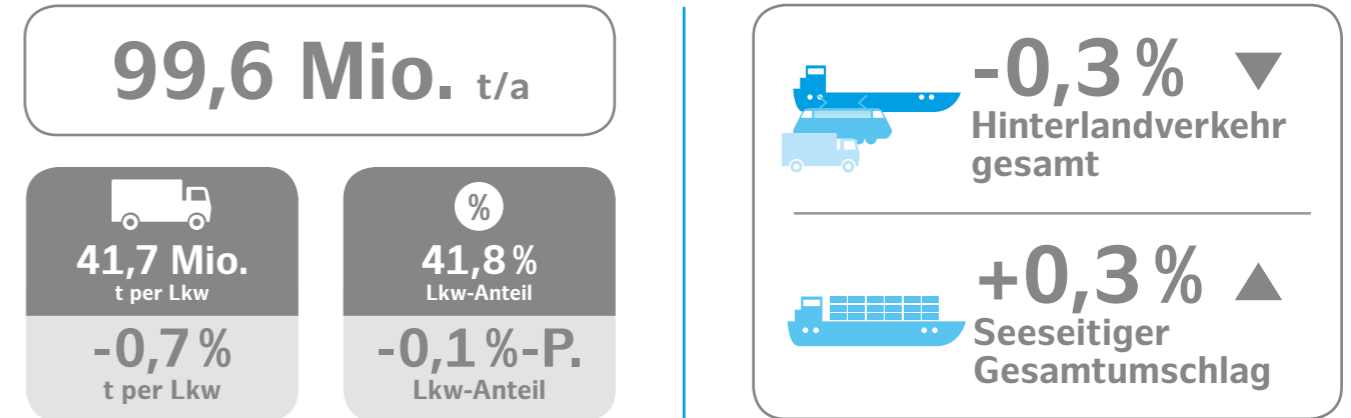 99,6 Mio. t/a
41,7 Mio.
t per Lkw
-0,7 %
t per Lkw
%
41,8 %
Lkw-Anteil
-0,1 %-P.
Lkw-Anteil
-0,3 %
Hinterlandverkehr
gesamt
+0,3 %
Seeseitiger
Gesamtumschlag